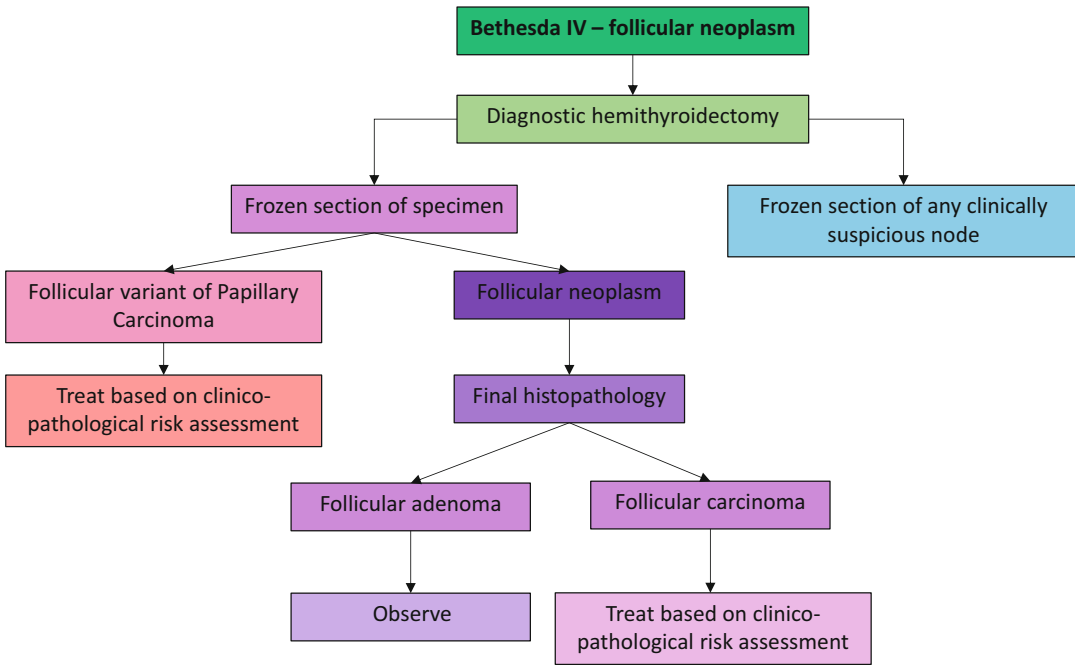 Bethesda IV – follicular neoplasm
Diagnostic hemithyroidectomy
Frozen section of specimen
Frozen section of any clinically
suspicious node
Follicular variant of Papillary
Carcinoma
Follicular neoplasm
Treat based on clinico-
pathological risk assessment
Final histopathology
Follicular adenoma
Follicular carcinoma
Observe
Treat based on clinico-
pathological risk assessment